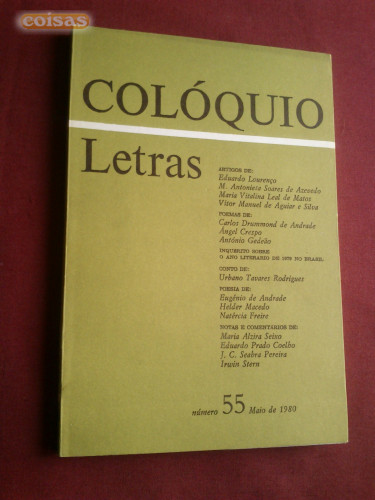 coisas
COLÓQUIO
Letras
ARTIGOS DE:
Eduardo Lourenço
M. Antonieta Soares de Azevedo
Maria Vitalina Leal de Matos
Vítor Manuel de Aguiar e Silva
POEMAS DE:
Carlos Drummond de Andrade
Ángel Crespo
António Gedeão
INQUÉRITO SOBRE
O ANO LITERÁRIO DE 1979 NO BRASIL
CONTO DE:
Urbano Tavares Rodrigues
POESIA DE:
Eugénio de Andrade
Helder Macedo
Natércia Freire
NOTAS E COMENTÁRIOS DE:
Maria Alzira Seixo
Eduardo Prado Coelho
J. C. Seabra Pereira
Irwin Stern
número 55 Maio de 1980